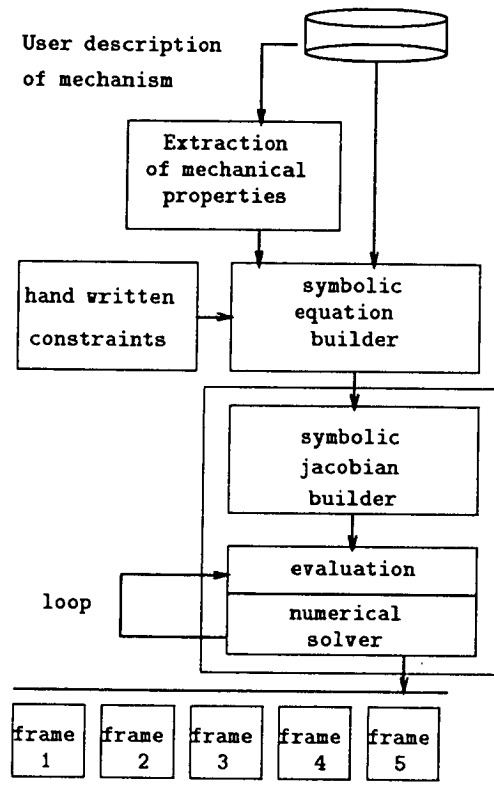 User description
of mechanism
Extraction
of mechanical
properties
hand written
constraints
symbolic
equation
builder
symbolic
jacobian
builder
evaluation
loop
numerical
solver
frame
1
frame
2
frame
3
frame
4
frame
5